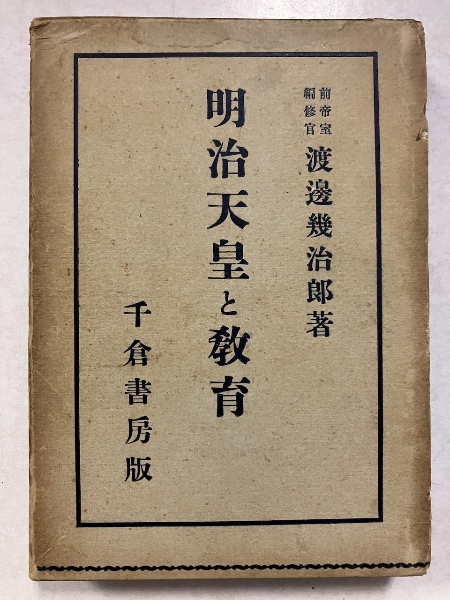 前帝室
編修官
渡邊幾治郎著
明治天皇と教育
千倉書房版